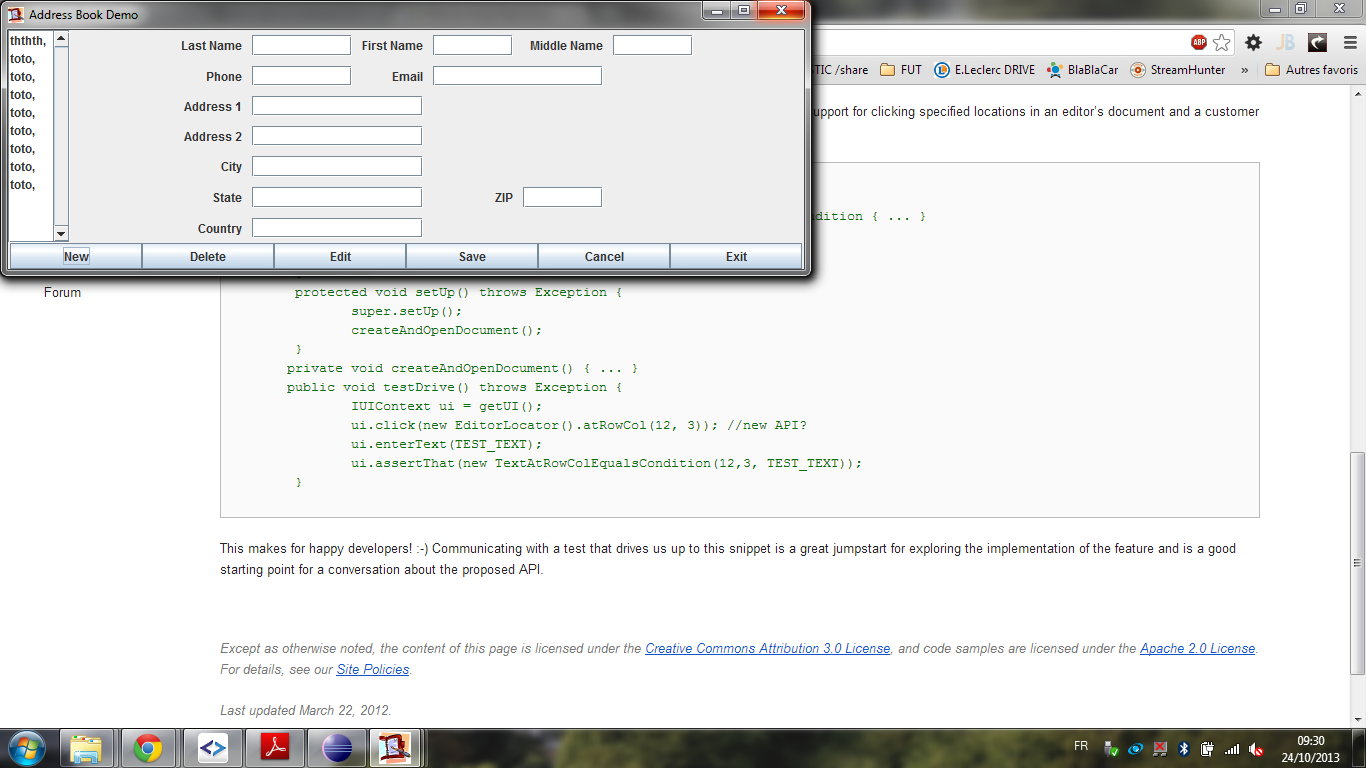 Address Book Demo
ththth,
toto,
toto,
toto,
toto,
toto,
toto,
toto,
toto,
Last Name First Name Middle Name
Phone Email
Address 1
Address 2
City
State ZIP
Country
New Delete Edit Save Cancel Exit
ABP JB
TIC /share FUT E.Leclerc DRIVE BlaBlaCar StreamHunter » Autres favoris
upport for clicking specified locations in an editor's document and a customer
dition { ... }
Forum
protected void setUp() throws Exception {
super.setUp();
createAndOpenDocument();
}
private void createAndOpenDocument() { ... }
public void testDrive() throws Exception {
IUIContext ui = getUI();
ui.click(new EditorLocator().atRowCol(12, 3)); //new API?
ui.enterText(TEST_TEXT);
ui.assertThat(new TextAtRowColEqualsCondition(12,3, TEST_TEXT));
}
This makes for happy developers! :-) Communicating with a test that drives us up to this snippet is a great jumpstart for exploring the implementation of the feature and is a good
starting point for a conversation about the proposed API.
Except as otherwise noted, the content of this page is licensed under the Creative Commons Attribution 3.0 License, and code samples are licensed under the Apache 2.0 License.
For details, see our Site Policies.
Last updated March 22, 2012.
FR
09:30
24/10/2013